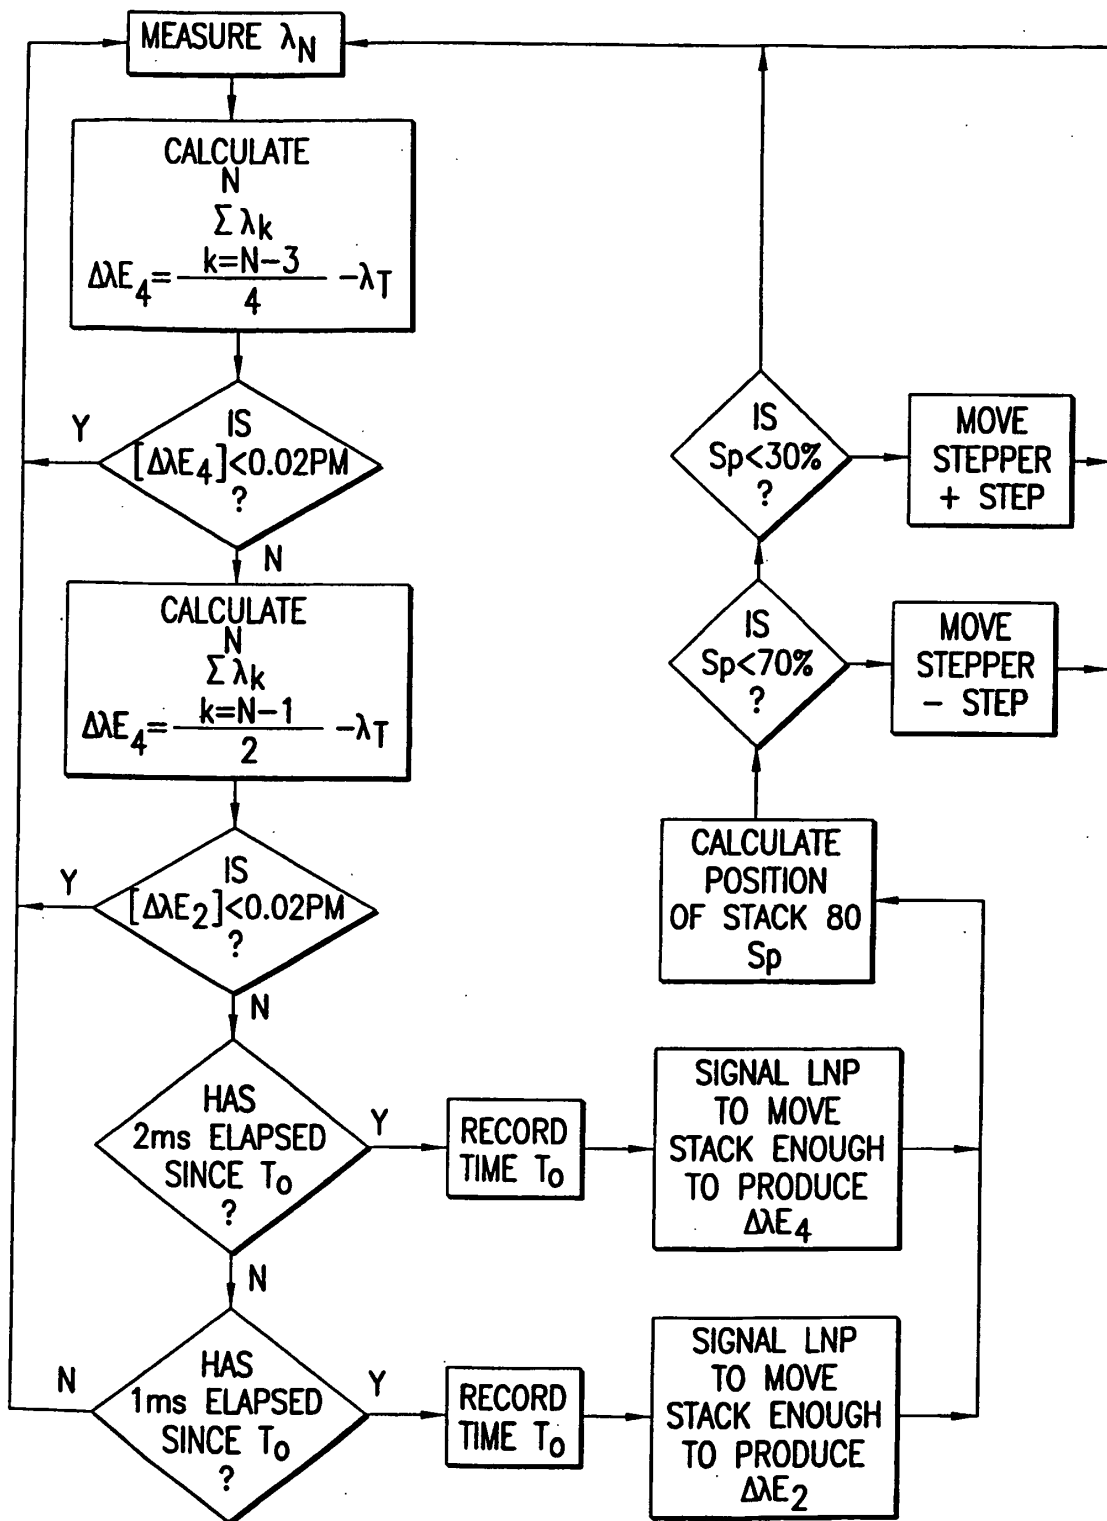 MEASURE λN
CALCULATE
N
Σ λk
k=N-3
ΔλE4= ─ -λT
4
Y
IS
[ΔλE4]<0.02PM
?
N
CALCULATE
N
Σ λk
k=N-1
ΔλE4= ─ -λT
2
Y
IS
[ΔλE2]<0.02PM
?
N
HAS
2ms ELAPSED
SINCE To
?
Y
N
RECORD
TIME To
SIGNAL LNP
TO MOVE
STACK ENOUGH
TO PRODUCE
ΔλE4
HAS
1ms ELAPSED
SINCE To
?
N
Y
RECORD
TIME To
SIGNAL LNP
TO MOVE
STACK ENOUGH
TO PRODUCE
ΔλE2
CALCULATE
POSITION
OF STACK 80
Sp
IS
Sp<70%
?
MOVE
STEPPER
- STEP
IS
Sp<30%
?
MOVE
STEPPER
+ STEP